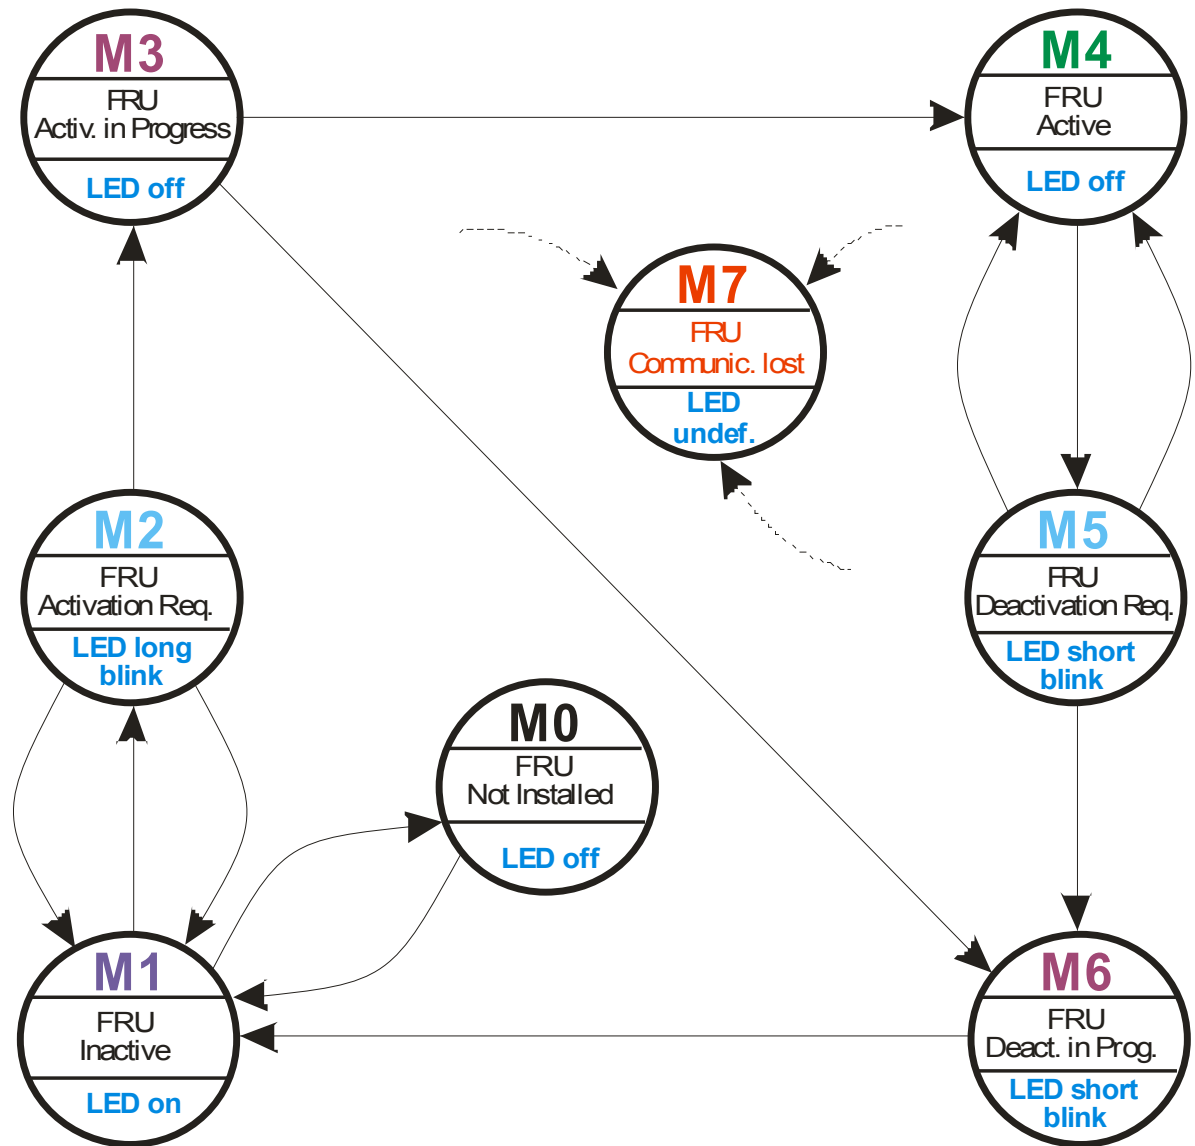 M3
FRU
Activ. in Progress
LED off
M4
FRU
Active
LED off
M7
FRU
Communic. lost
LED
undef.
M2
FRU
Activation Req.
LED long
blink
M5
FRU
Deactivation Req.
LED short
blink
M0
FRU
Not Installed
LED off
M1
FRU
Inactive
LED on
M6
FRU
Deact. in Prog.
LED short
blink